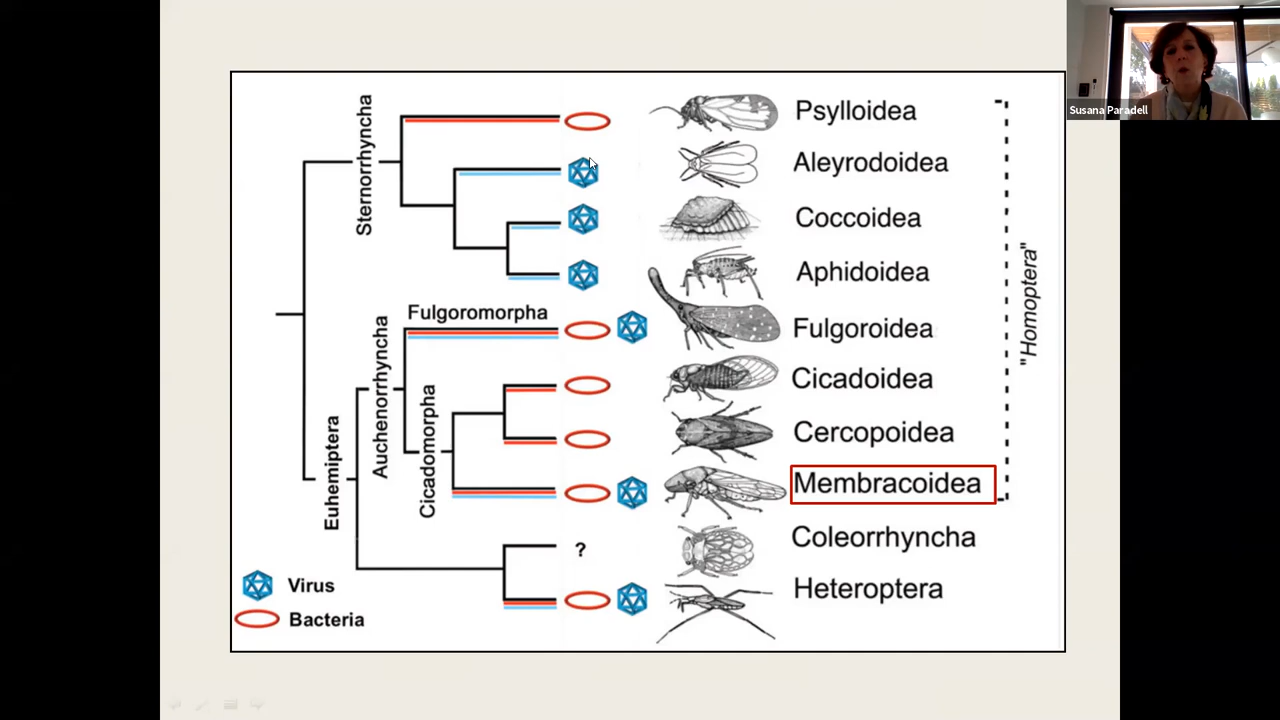 Susana Paradell
Sternorrhyncha
Psylloidea
Aleyrodoidea
Coccoidea
Aphidoidea
Fulgoromorpha
Fulgoroidea
Auchenorrhyncha
Cicadomorpha
Cicadoidea
Cercopoidea
Membracoidea
Euhemiptera
?
Coleorrhyncha
Heteroptera
"Homoptera"
Virus
Bacteria